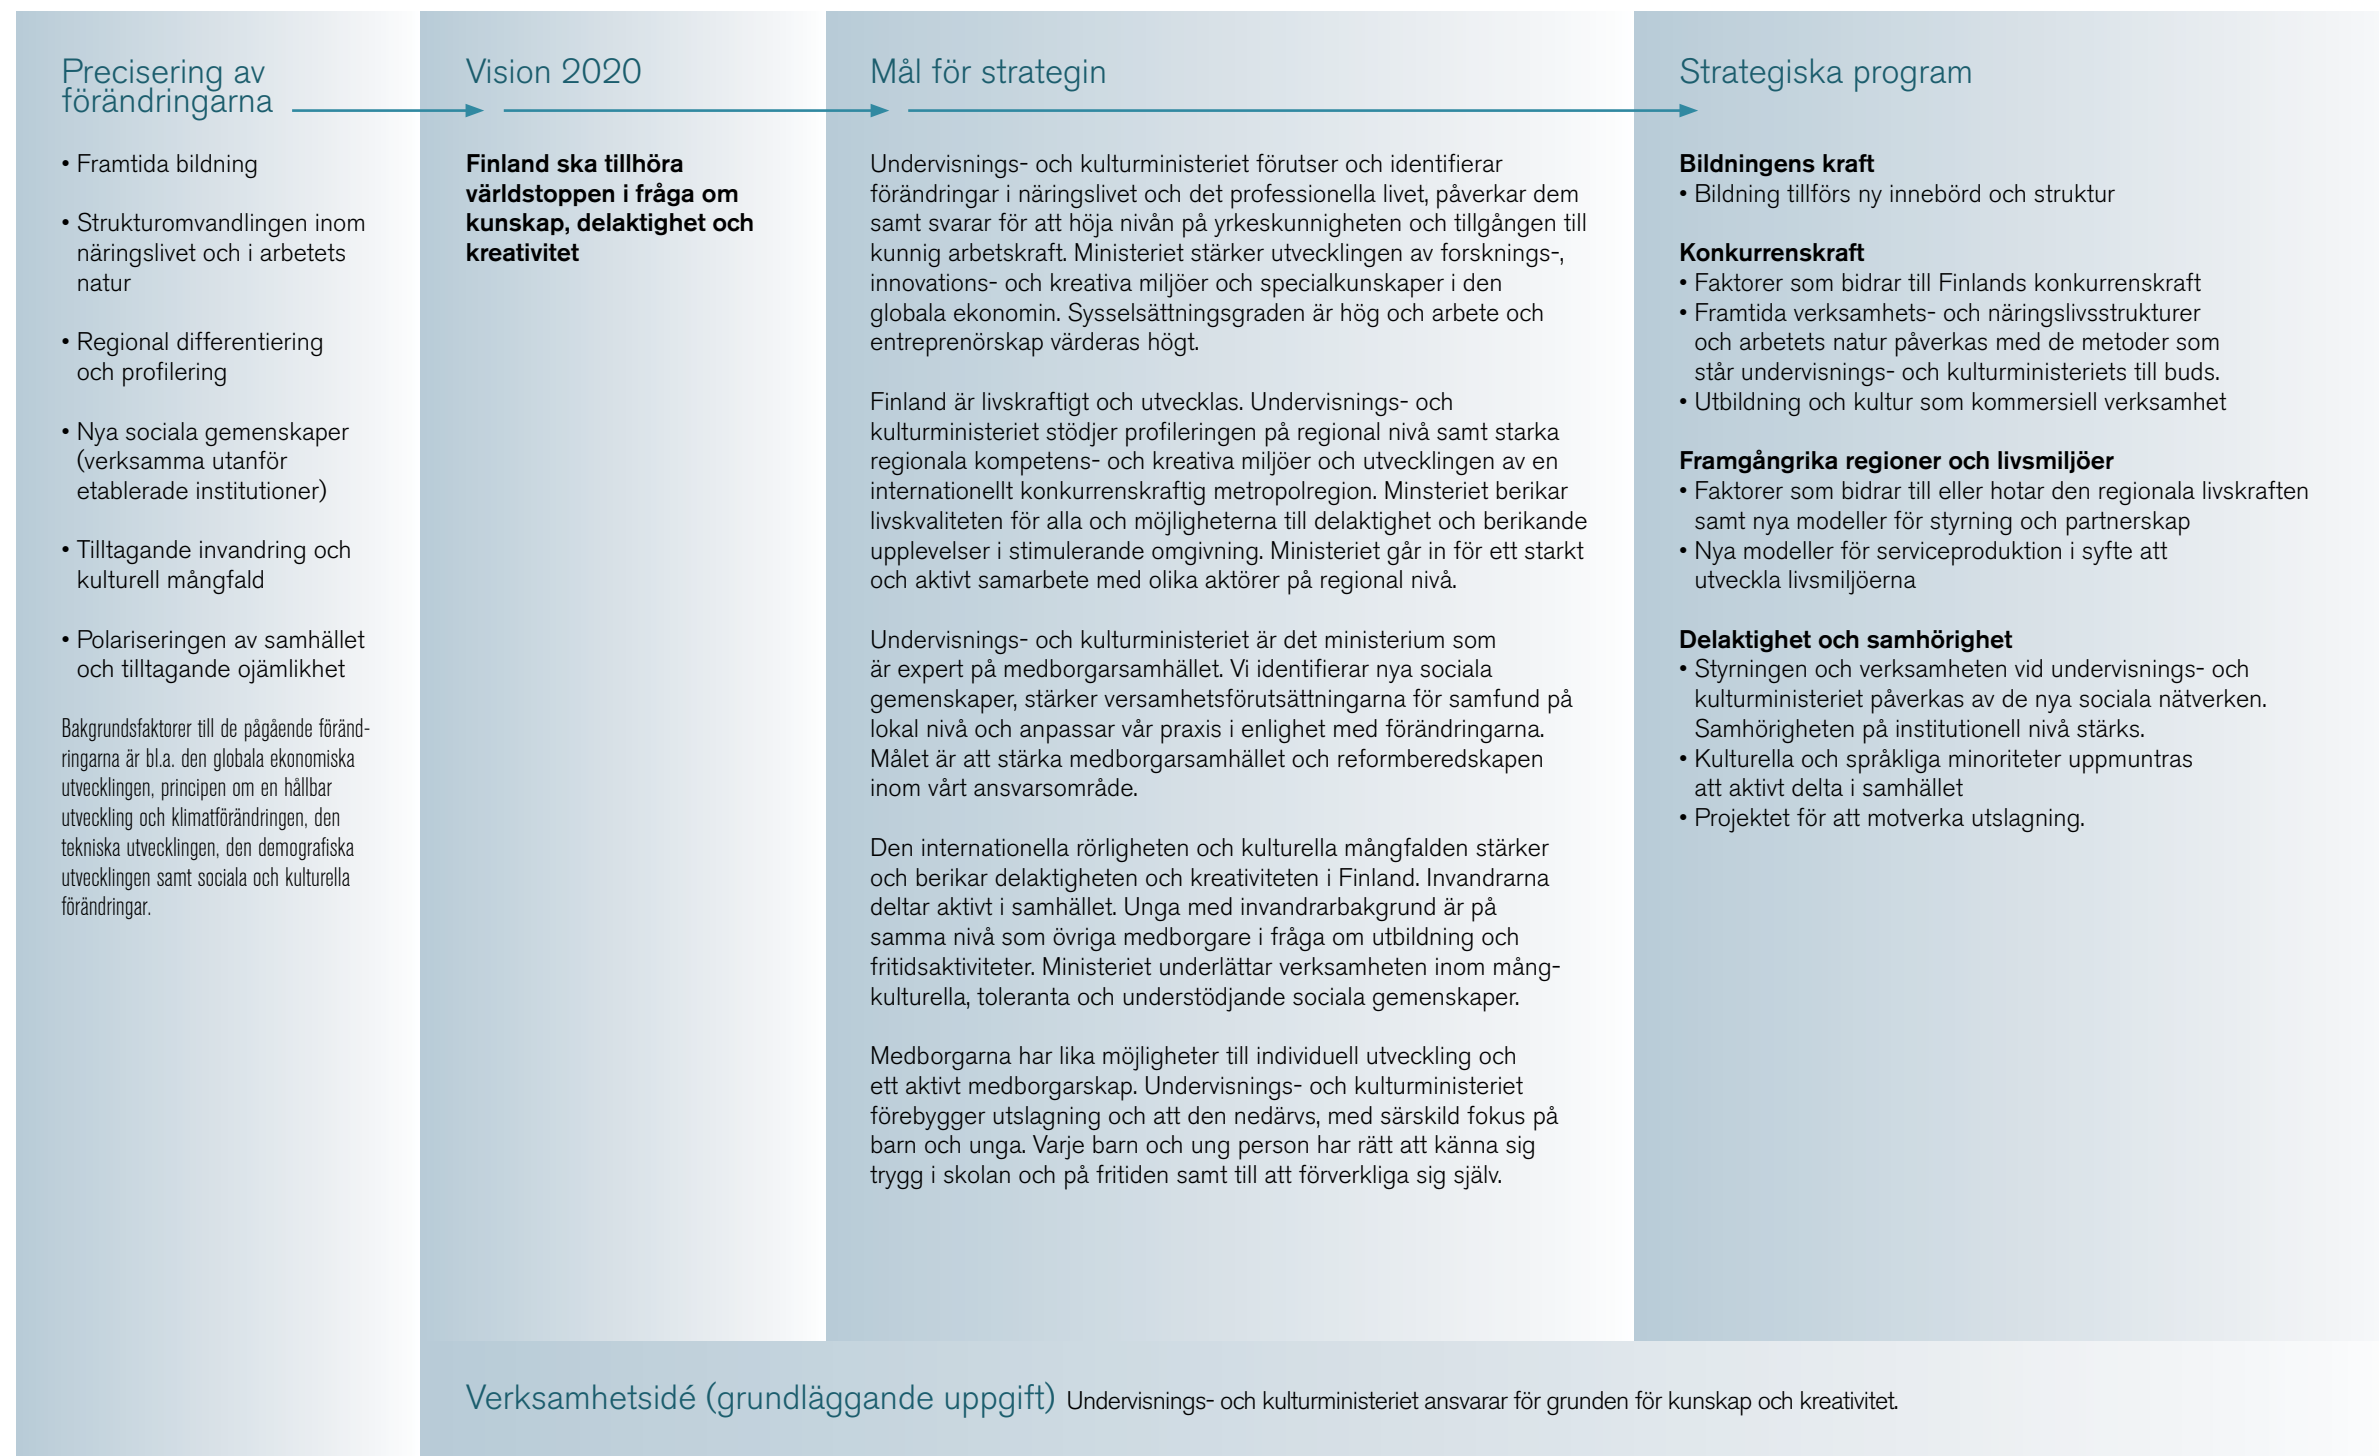 Precisering av
förändringarna
• Framtida bildning
• Strukturomvandlingen inom
näringslivet och i arbetets
natur
• Regional differentiering
och profilering
• Nya sociala gemenskaper
(verksamma utanför
etablerade institutioner)
• Tilltagande invandring och
kulturell mångfald
• Polariseringen av samhället
och tilltagande ojämlikhet
Bakgrundsfaktorer till de pågående föränd-
ringarna är bl.a. den globala ekonomiska
utvecklingen, principen om en hållbar
utveckling och klimatförändringen, den
tekniska utvecklingen, den demografiska
utvecklingen samt sociala och kulturella
förändringar.
Vision 2020
Finland ska tillhöra
världstoppen i fråga om
kunskap, delaktighet och
kreativitet
Mål för strategin
Undervisnings- och kulturministeriet förutser och identifierar
förändringar i näringslivet och det professionella livet, påverkar dem
samt svarar för att höja nivån på yrkeskunnigheten och tillgången till
kunnig arbetskraft. Ministeriet stärker utvecklingen av forsknings-,
innovations- och kreativa miljöer och specialkunskaper i den
globala ekonomin. Sysselsättningsgraden är hög och arbete och
entreprenörskap värderas högt.
Finland är livskraftigt och utvecklas. Undervisnings- och
kulturministeriet stödjer profileringen på regional nivå samt starka
regionala kompetens- och kreativa miljöer och utvecklingen av en
internationellt konkurrenskraftig metropolregion. Minsteriet berikar
livskvaliteten för alla och möjligheterna till delaktighet och berikande
upplevelser i stimulerande omgivning. Ministeriet går in för ett starkt
och aktivt samarbete med olika aktörer på regional nivå.
Undervisnings- och kulturministeriet är det ministerium som
är expert på medborgarsamhället. Vi identifierar nya sociala
gemenskaper, stärker versamhetsförutsättningarna för samfund på
lokal nivå och anpassar vår praxis i enlighet med förändringarna.
Målet är att stärka medborgarsamhället och reformberedskapen
inom vårt ansvarsområde.
Den internationella rörligheten och kulturella mångfalden stärker
och berikar delaktigheten och kreativiteten i Finland. Invandrarna
deltar aktivt i samhället. Unga med invandrarbakgrund är på
samma nivå som övriga medborgare i fråga om utbildning och
fritidsaktiviteter. Ministeriet underlättar verksamheten inom mång-
kulturella, toleranta och understödjande sociala gemenskaper.
Medborgarna har lika möjligheter till individuell utveckling och
ett aktivt medborgarskap. Undervisnings- och kulturministeriet
förebygger utslagning och att den nedärvs, med särskild fokus på
barn och unga. Varje barn och ung person har rätt att känna sig
trygg i skolan och på fritiden samt till att förverkliga sig själv.
Strategiska program
Bildningens kraft
• Bildning tillförs ny innebörd och struktur
Konkurrenskraft
• Faktorer som bidrar till Finlands konkurrenskraft
• Framtida verksamhets- och näringslivsstrukturer
och arbetets natur påverkas med de metoder som
står undervisnings- och kulturministeriets till buds.
• Utbildning och kultur som kommersiell verksamhet
Framgångrika regioner och livsmiljöer
• Faktorer som bidrar till eller hotar den regionala livskraften
samt nya modeller för styrning och partnerskap
• Nya modeller för serviceproduktion i syfte att
utveckla livsmiljöerna
Delaktighet och samhörighet
• Styrningen och verksamheten vid undervisnings- och
kulturministeriet påverkas av de nya sociala nätverken.
Samhörigheten på institutionell nivå stärks.
• Kulturella och språkliga minoriteter uppmuntras
att aktivt delta i samhället
• Projektet för att motverka utslagning.
Verksamhetsidé (grundläggande uppgift) Undervisnings- och kulturministeriet ansvarar för grunden för kunskap och kreativitet.